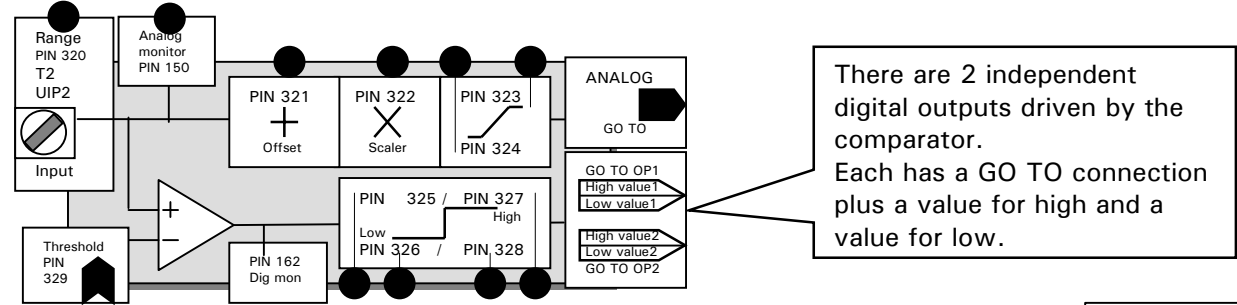 Range
PIN 320
T2
UIP2
Input
Analog
monitor
PIN 150
PIN 321
Offset
PIN 322
Scaler
PIN 323
PIN 324
ANALOG
GO TO
GO TO OP1
High value1
Low value1
High value2
Low value2
GO TO OP2
Threshold
PIN
329
PIN 162
Dig mon
PIN 325 / PIN 327
High
Low
PIN 326 / PIN 328
There are 2 independent
digital outputs driven by the
comparator.
Each has a GO TO connection
plus a value for high and a
value for low.